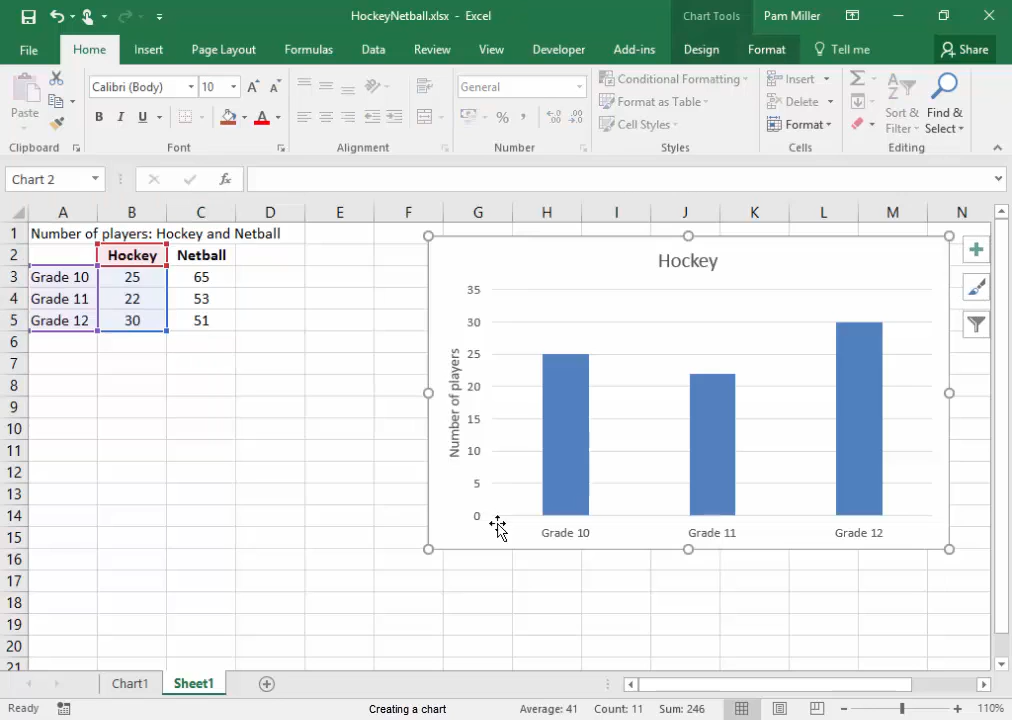 HockeyNetball.xlsx - Excel
Chart Tools
Pam Miller
File Home Insert Page Layout Formulas Data Review View Developer Add-ins Design Format Tell me Share
Calibri (Body) 10 General
Paste
B I U A % ,
Conditional Formatting
Format as Table
Cell Styles
Insert
Delete
Format
Sort & Filter
Find & Select
Clipboard Font Alignment Number Styles Cells Editing
Chart 2 fx
A B C D E F G H I J K L M N
1 Number of players: Hockey and Netball
2 Hockey Netball
3 Grade 10 25 65
4 Grade 11 22 53
5 Grade 12 30 51
6
7
8
9
10
11
12
13
14
15
16
17
18
19
20
21
Hockey
Number of players
35
30
25
20
15
10
5
0
Grade 10 Grade 11 Grade 12
Chart1 Sheet1
Ready Creating a chart Average: 41 Count: 11 Sum: 246 110%